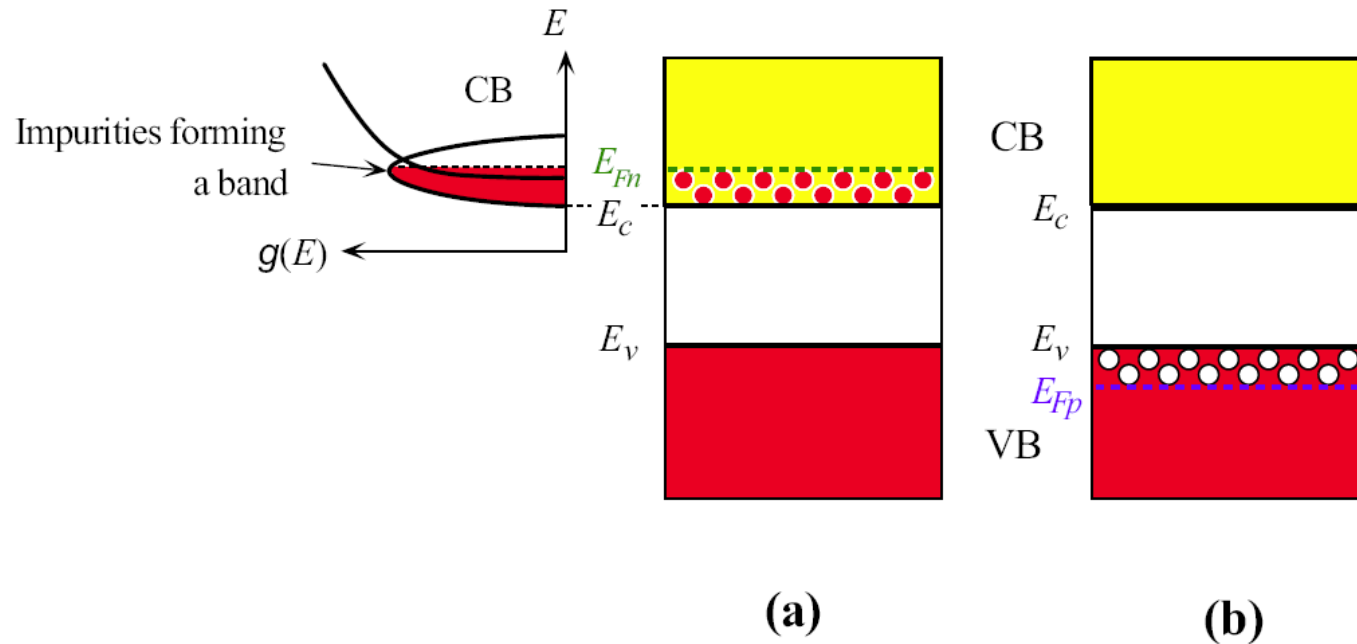 E
CB
Impurities forming
a band
g(E)
E_Fn
E_c
E_v
CB
E_c
E_v
E_Fp
VB
(a)
(b)